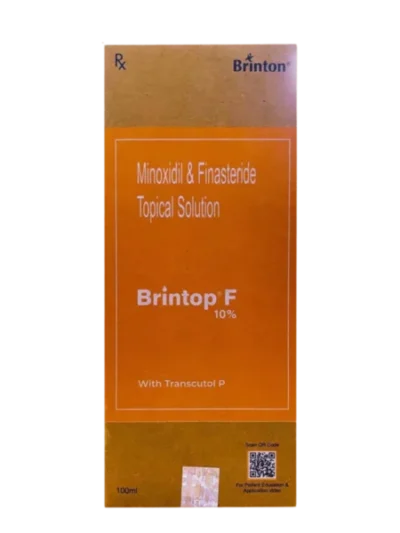 Rx
Brinton®
Minoxidil & Finasteride
Topical Solution
Brintop® F
10%
With Transcutol P
Scan QR Code
For Patient Education &
Application video
100ml